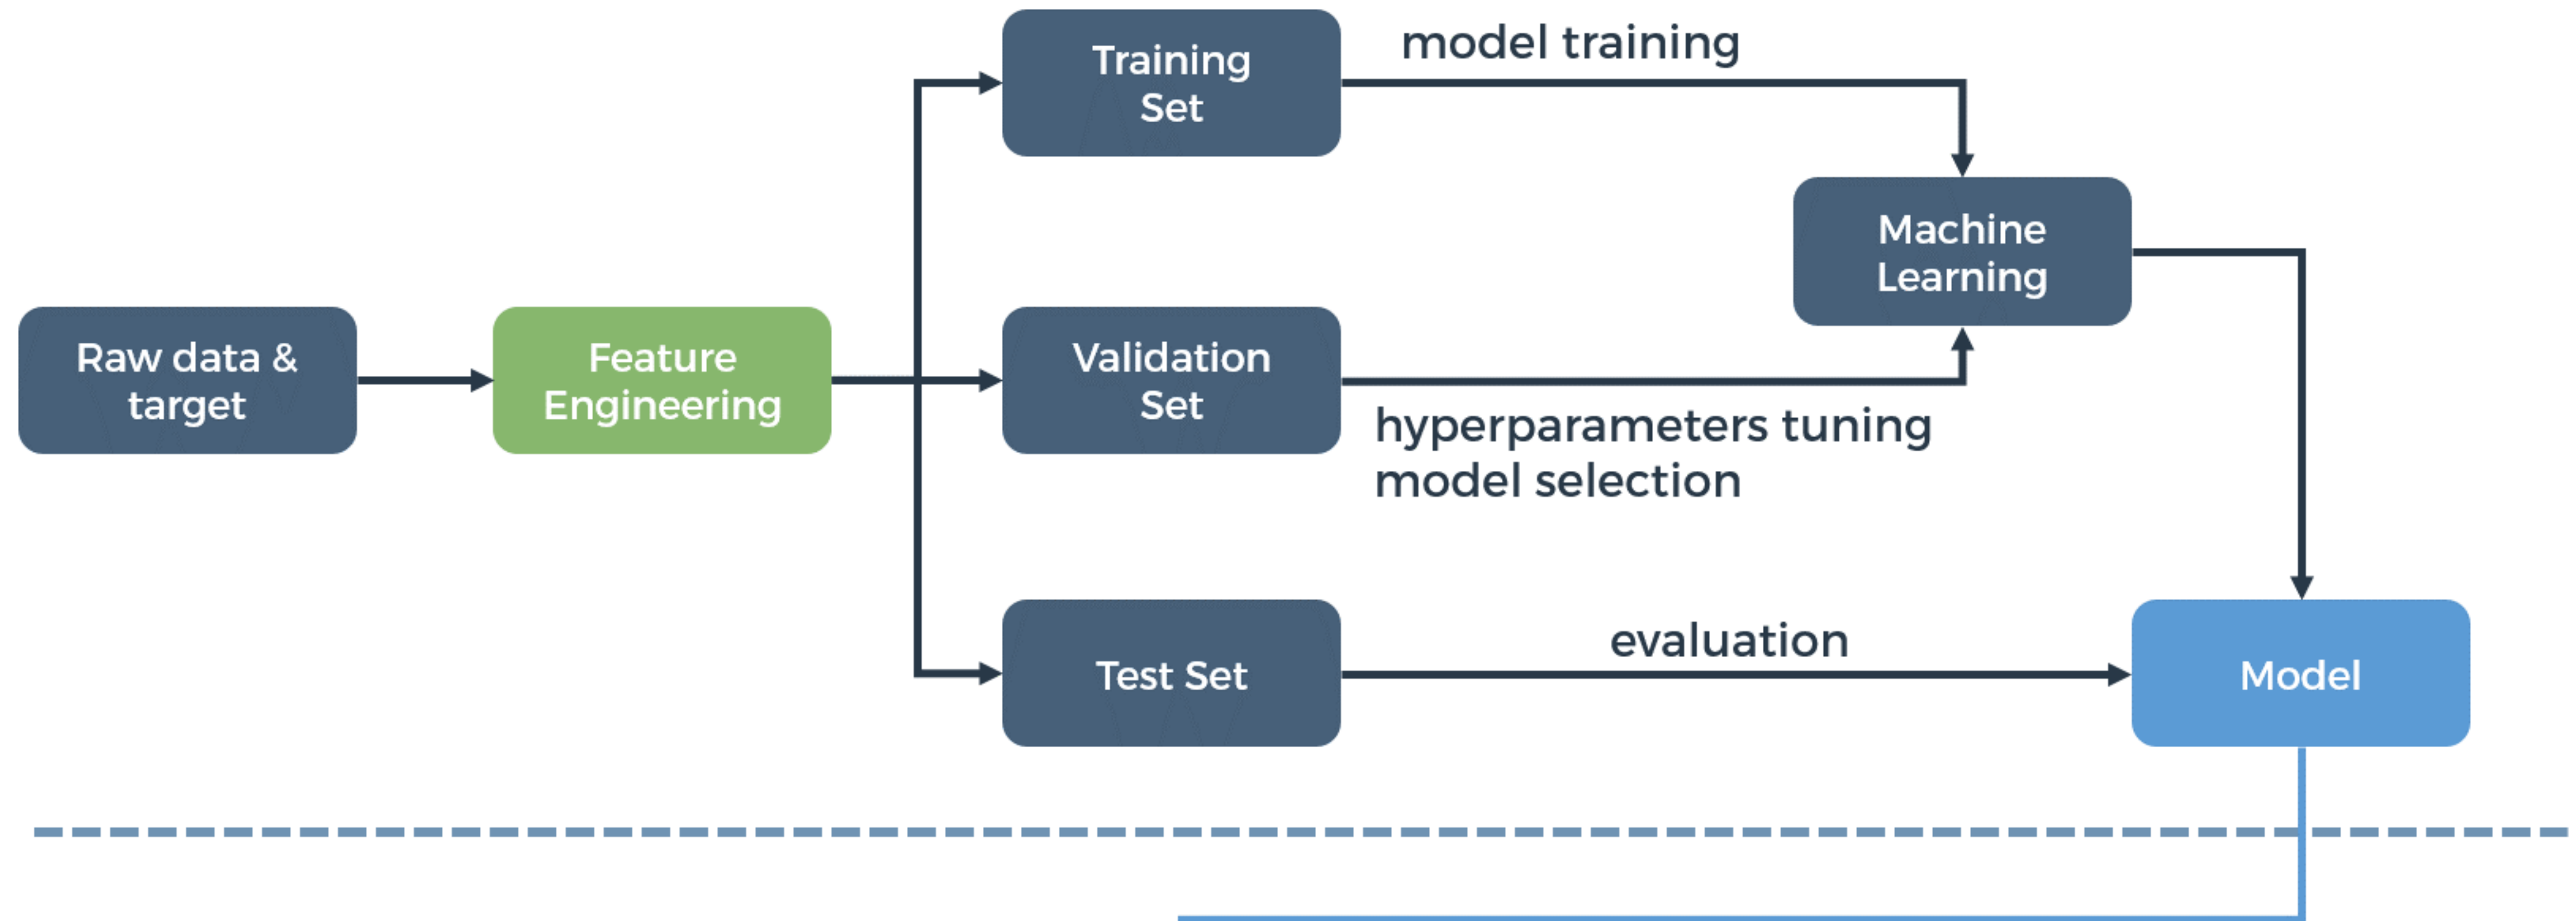 Training
Set
model training
Machine
Learning
Raw data &
target
Feature
Engineering
Validation
Set
hyperparameters tuning
model selection
Test Set
evaluation
Model